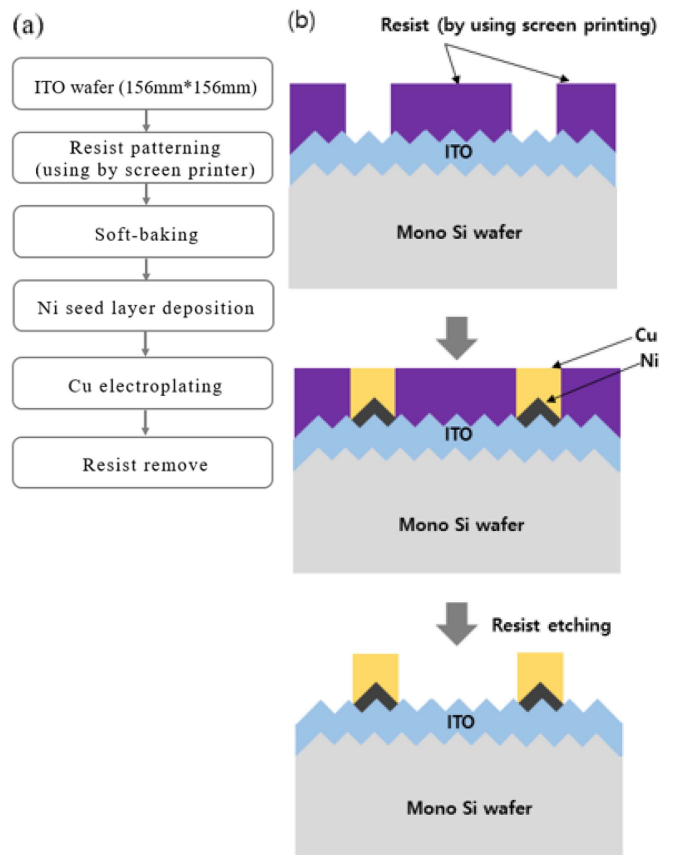 (a)
ITO wafer (156mm*156mm)
Resist patterning
(using by screen printer)
Soft-baking
Ni seed layer deposition
Cu electroplating
Resist remove
(b)
Resist (by using screen printing)
ITO
Mono Si wafer
Cu
Ni
ITO
Mono Si wafer
Resist etching
ITO
Mono Si wafer